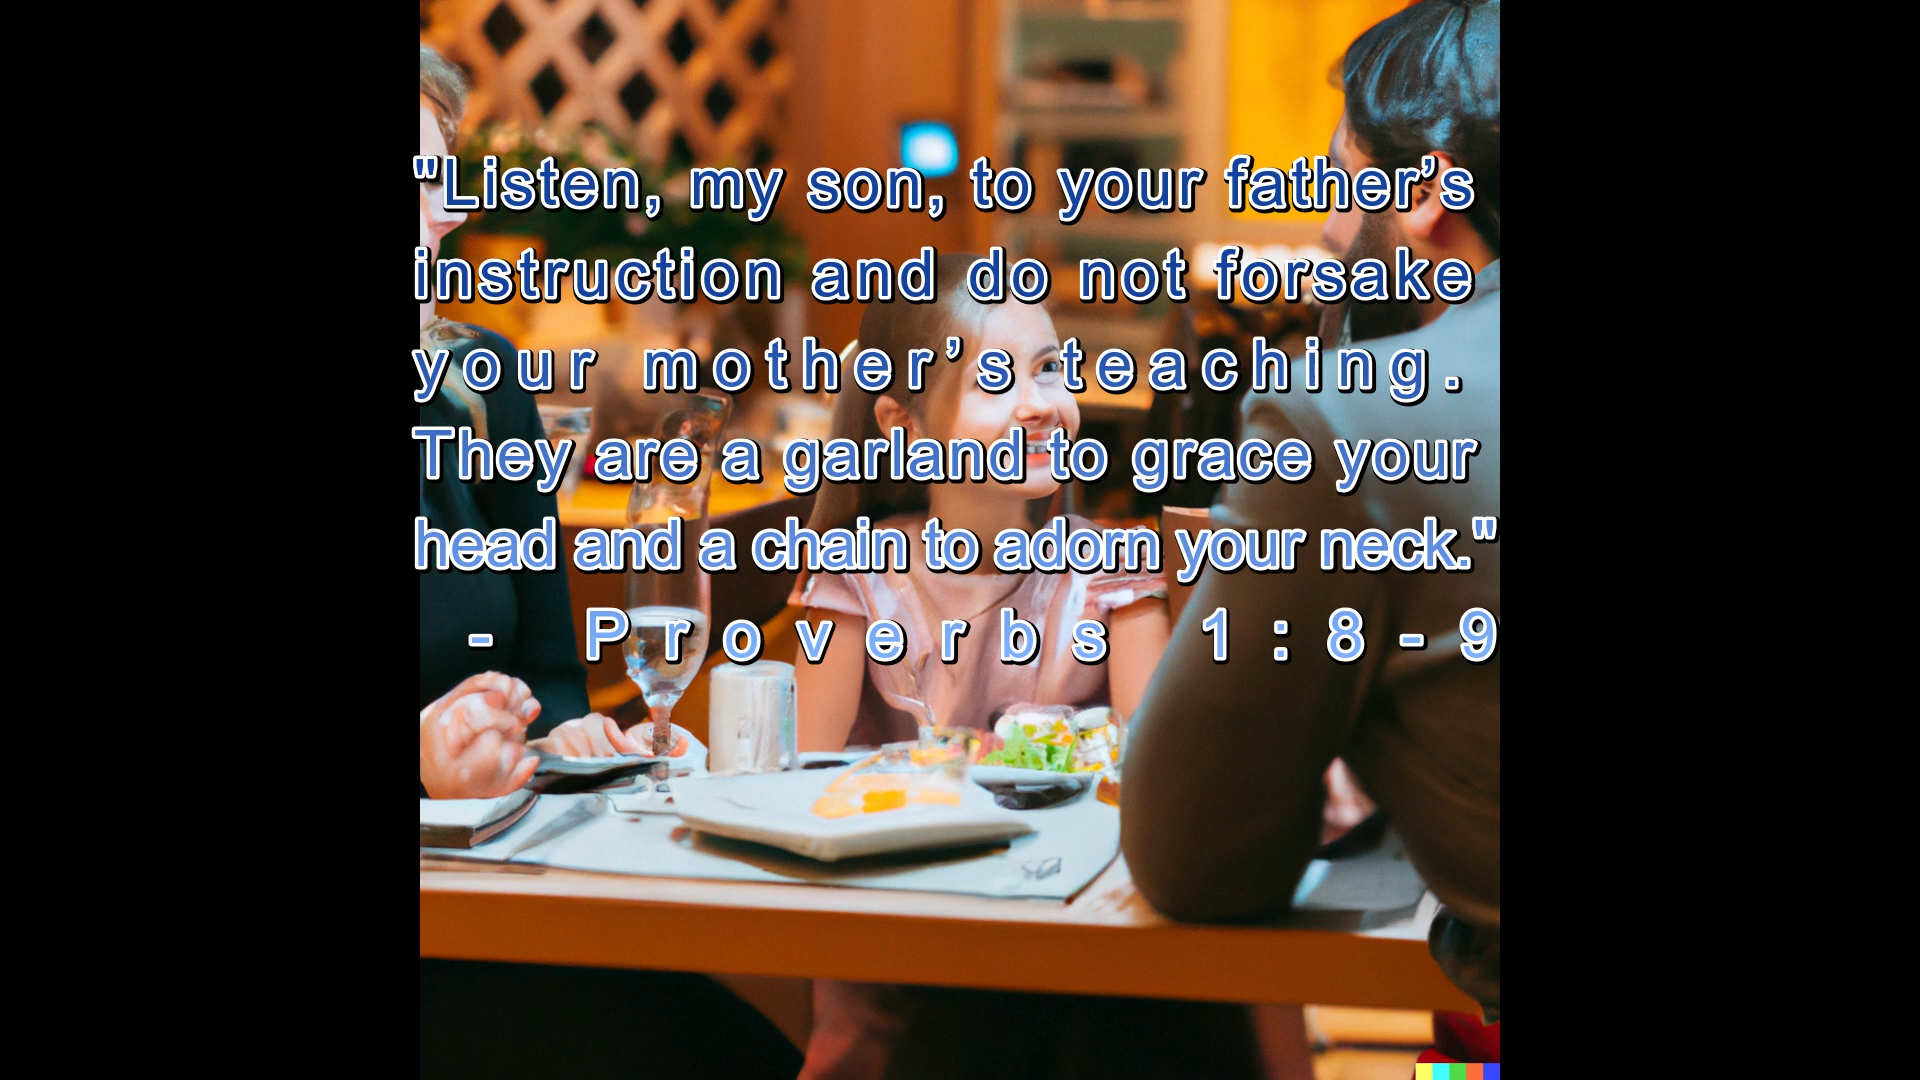 "Listen, my son, to your father’s
instruction and do not forsake
your mother’s teaching.
They are a garland to grace your
head and a chain to adorn your neck."
- Proverbs 1:8-9